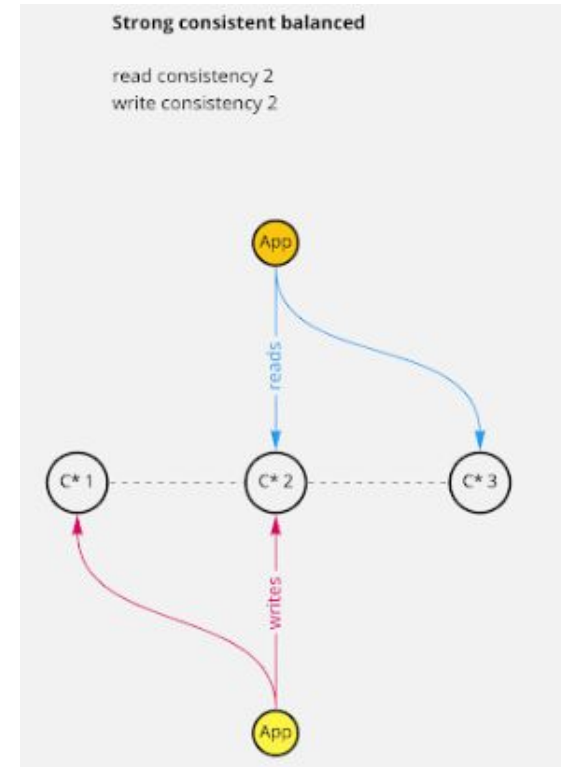 Strong consistent balanced
read consistency 2
write consistency 2
App
reads
C* 1
C* 2
C* 3
writes
App